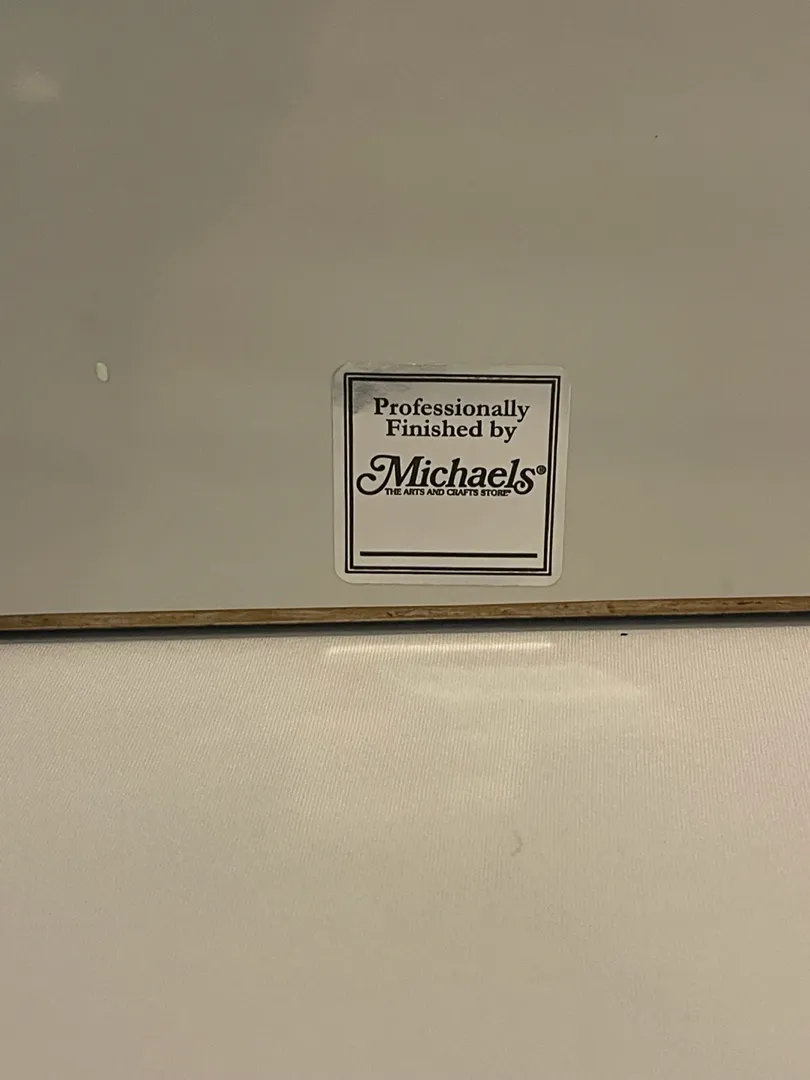 Professionally
Finished by
Michaels®
THE ARTS AND CRAFTS STORE®